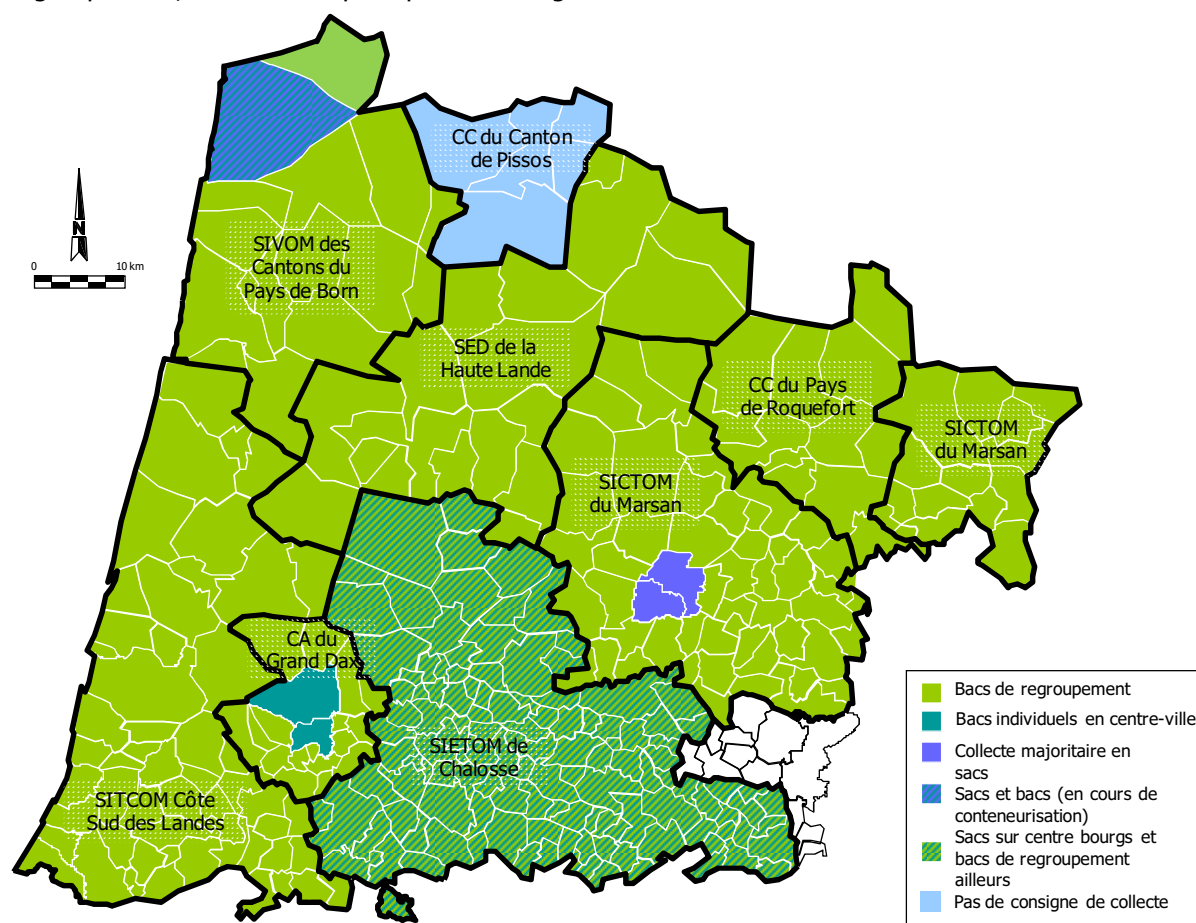 CC du Canton
de Pissos
N
0 10 km
SIVOM des
Cantons du
Pays de Born
SED de la
Haute Lande
CC du Pays
de Roquefort
SICTOM
du Marsan
SICTOM
du Marsan
CA du
Grand Dax
SIETOM de
Chalosse
SITCOM Côte
Sud des Landes
Bacs de regroupement
Bacs individuels en centre-ville
Collecte majoritaire en
sacs
Sacs et bacs (en cours de
conteneurisation)
Sacs sur centre bourgs et
bacs de regroupement
ailleurs
Pas de consigne de collecte